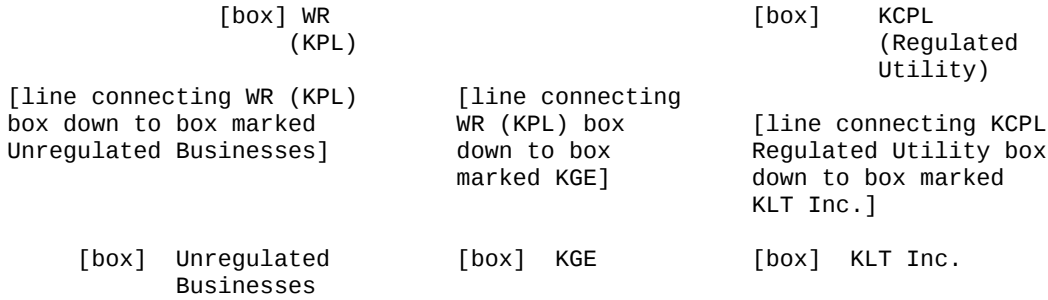 [box] WR                                [box]    KCPL
(KPL)                                    (Regulated
Utility)
[line connecting WR (KPL)      [line connecting
box down to box marked         WR (KPL) box        [line connecting KCPL
Unregulated Businesses]        down to box         Regulated Utility box
marked KGE]         down to box marked
KLT Inc.]
[box]  Unregulated        [box]  KGE          [box]  KLT Inc.
Businesses